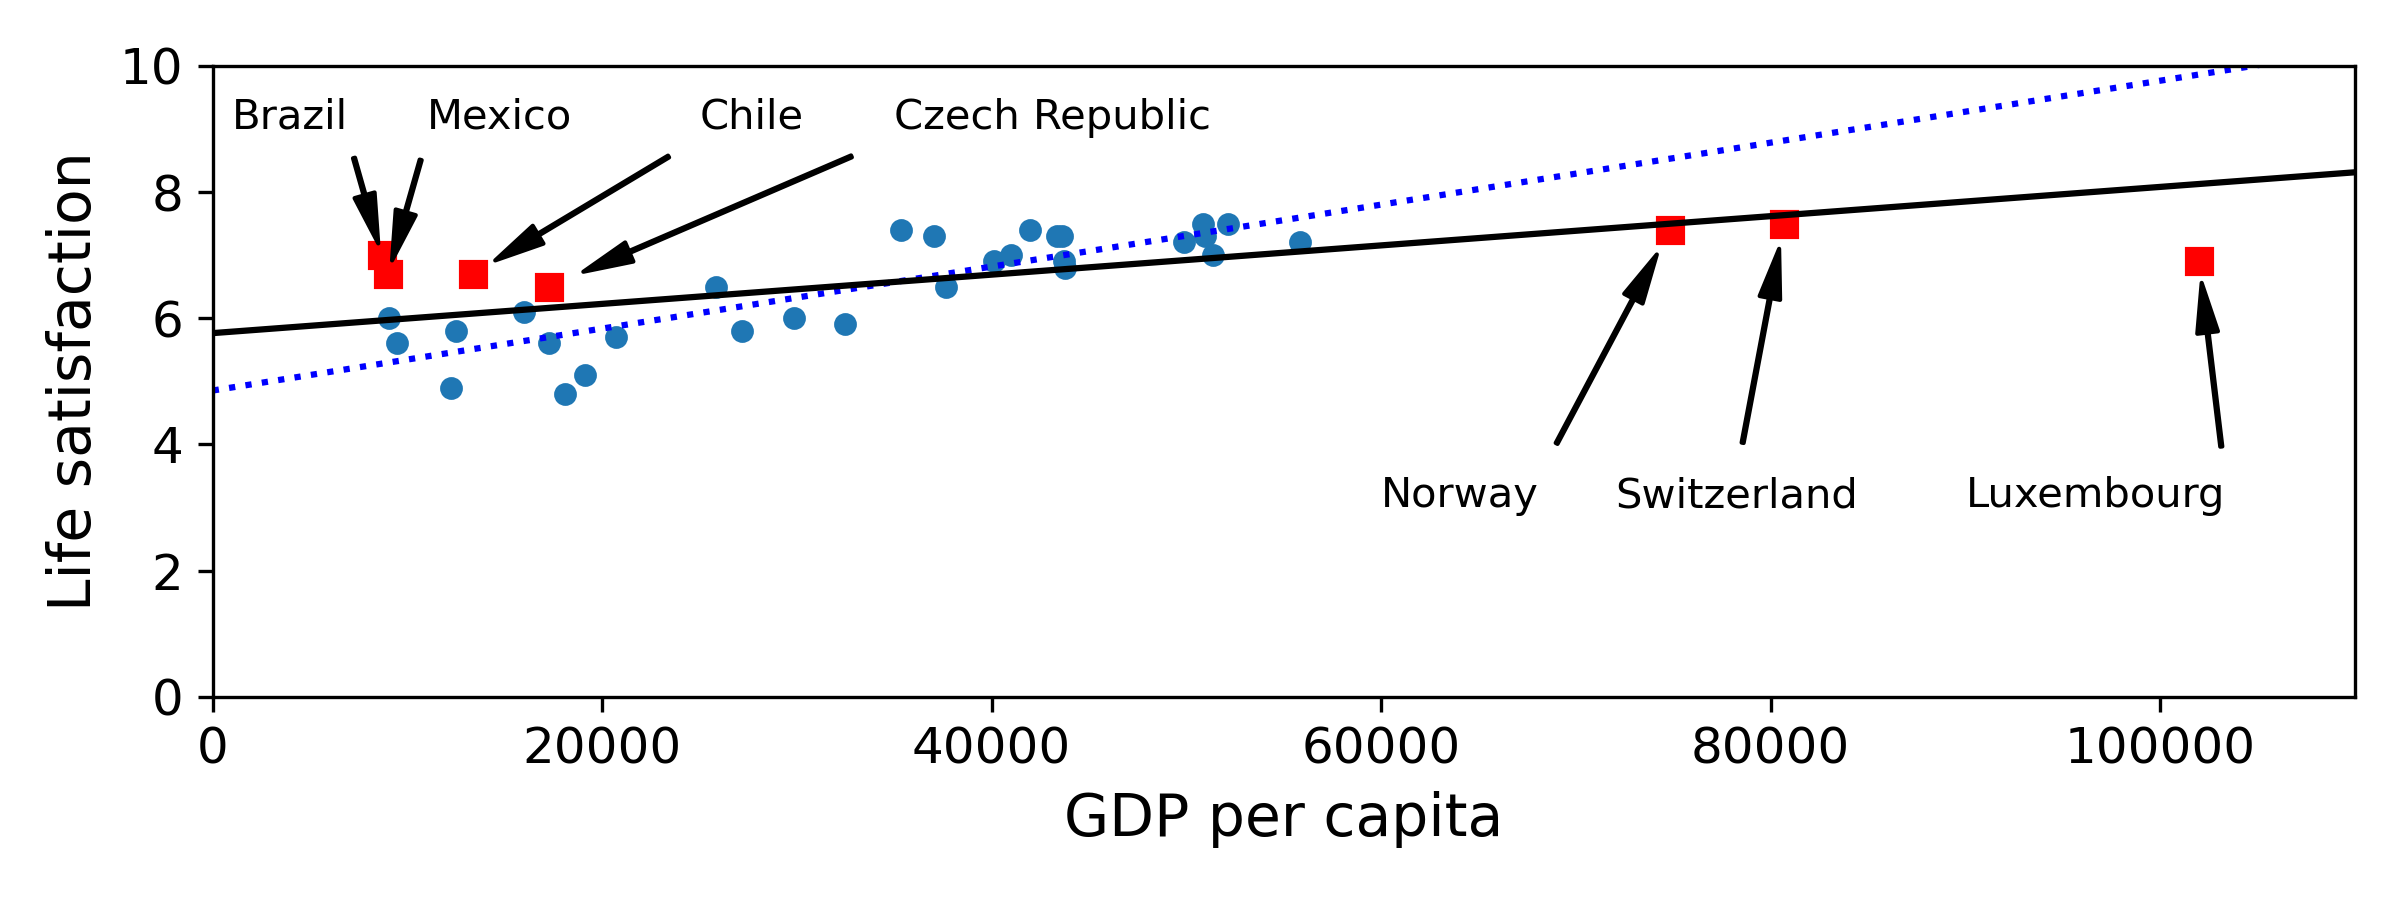 10
Brazil Mexico Chile Czech Republic
8
6
4
Norway Switzerland Luxembourg
2
0
Life satisfaction
0 20000 40000 60000 80000 100000
GDP per capita